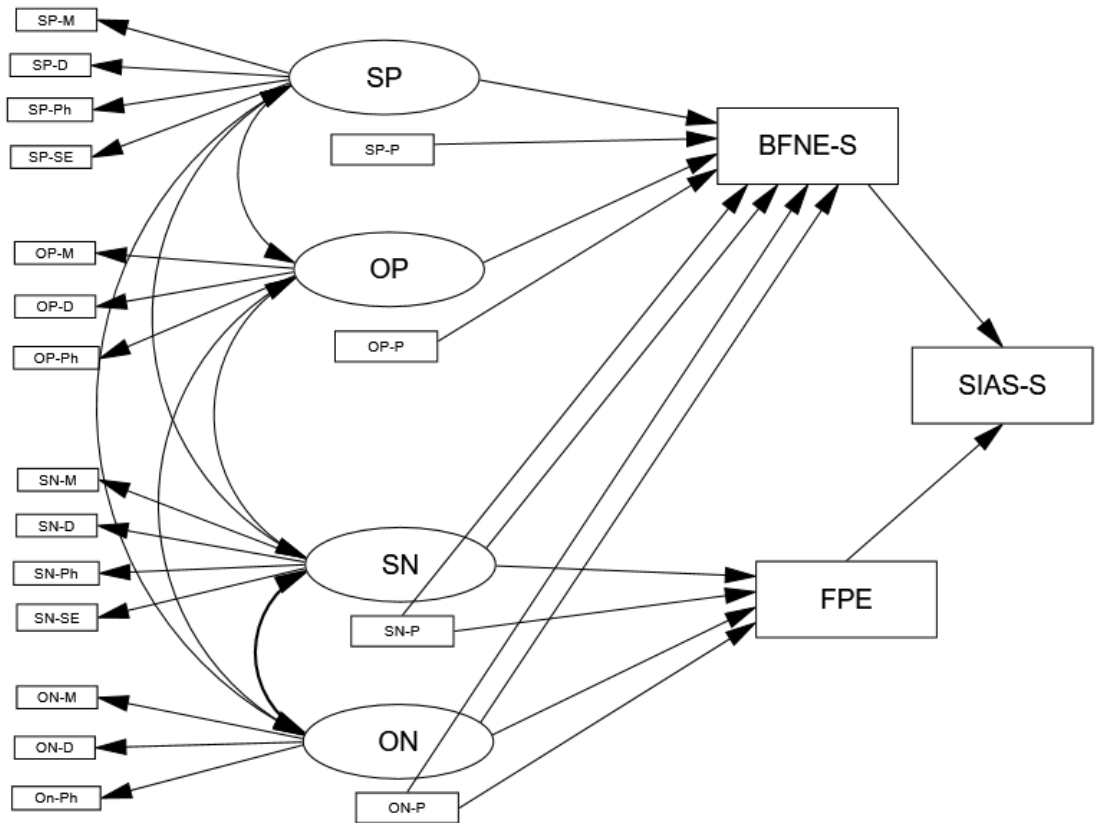 SP-M
SP-D
SP-Ph
SP-SE
SP
SP-P
BFNE-S
OP-M
OP-D
OP-Ph
OP
OP-P
SIAS-S
SN-M
SN-D
SN-Ph
SN-SE
SN
SN-P
FPE
ON-M
ON-D
On-Ph
ON
ON-P